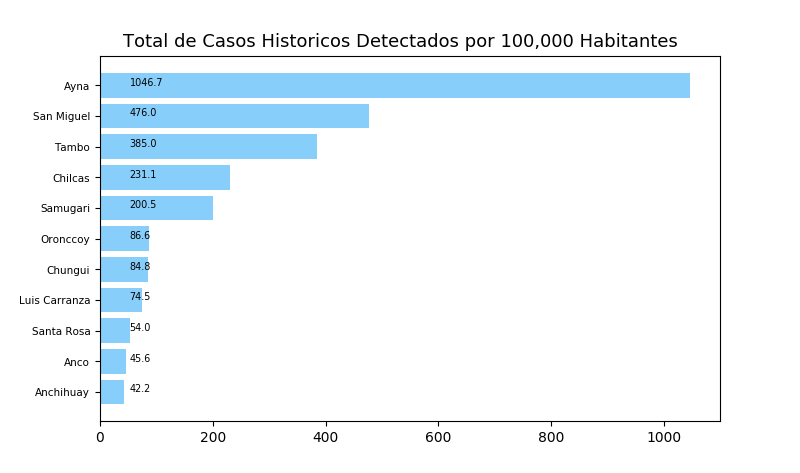 Total de Casos Historicos Detectados por 100,000 Habitantes
Ayna 1046.7
San Miguel 476.0
Tambo 385.0
Chilcas 231.1
Samugari 200.5
Oronccoy 86.6
Chungui 84.8
Luis Carranza 74.5
Santa Rosa 54.0
Anco 45.6
Anchihuay 42.2
0 200 400 600 800 1000